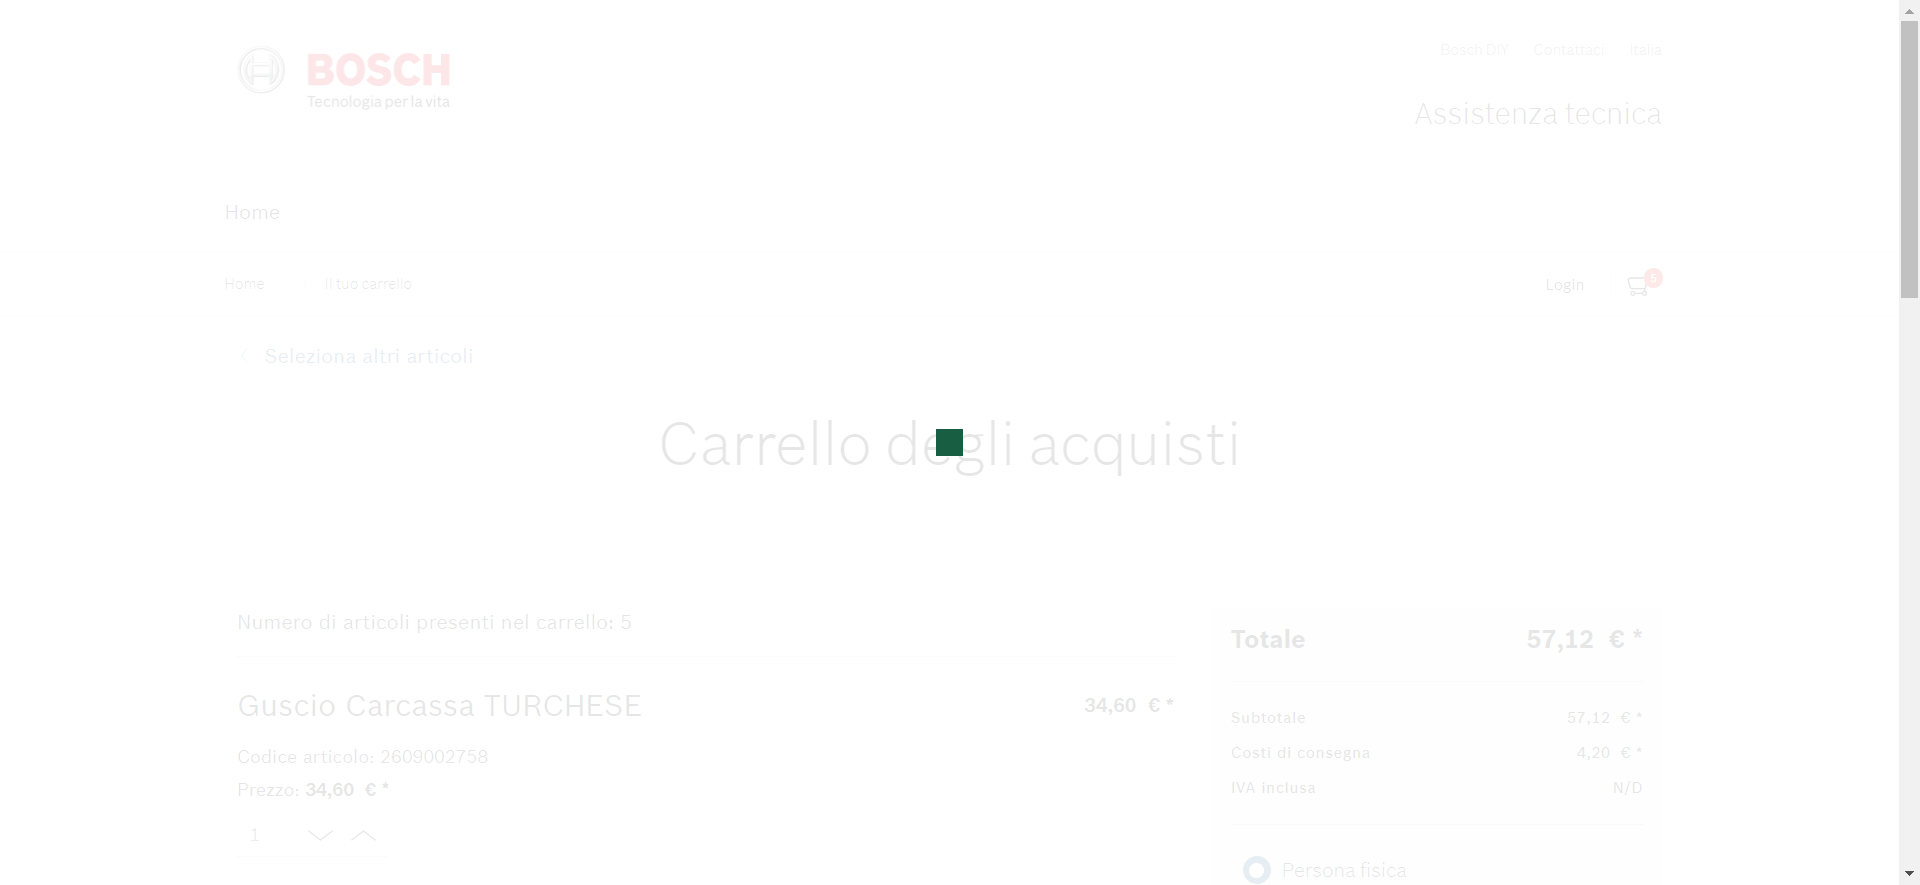 BOSCH
Tecnologia per la vita
Bosch DIY Contattaci Italia
Assistenza tecnica
Home
Home Il tuo carrello
Login 5
Seleziona altri articoli
Carrello degli acquisti
Numero di articoli presenti nel carrello: 5
Guscio Carcassa TURCHESE 34,60 € *
Codice articolo: 2609002758
Prezzo: 34,60 € *
1
Totale 57,12 € *
Subtotale 57,12 € *
Costi di consegna 4,20 € *
IVA inclusa N/D
Persona fisica